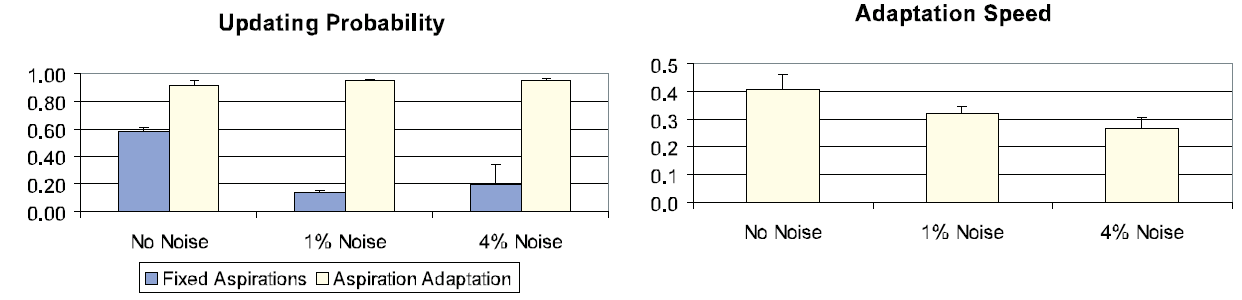 Updating Probability
1.00
0.80
0.60
0.40
0.20
0.00
No Noise 1% Noise 4% Noise
Fixed Aspirations Aspiration Adaptation
Adaptation Speed
0.5
0.4
0.3
0.2
0.1
0.0
No Noise 1% Noise 4% Noise